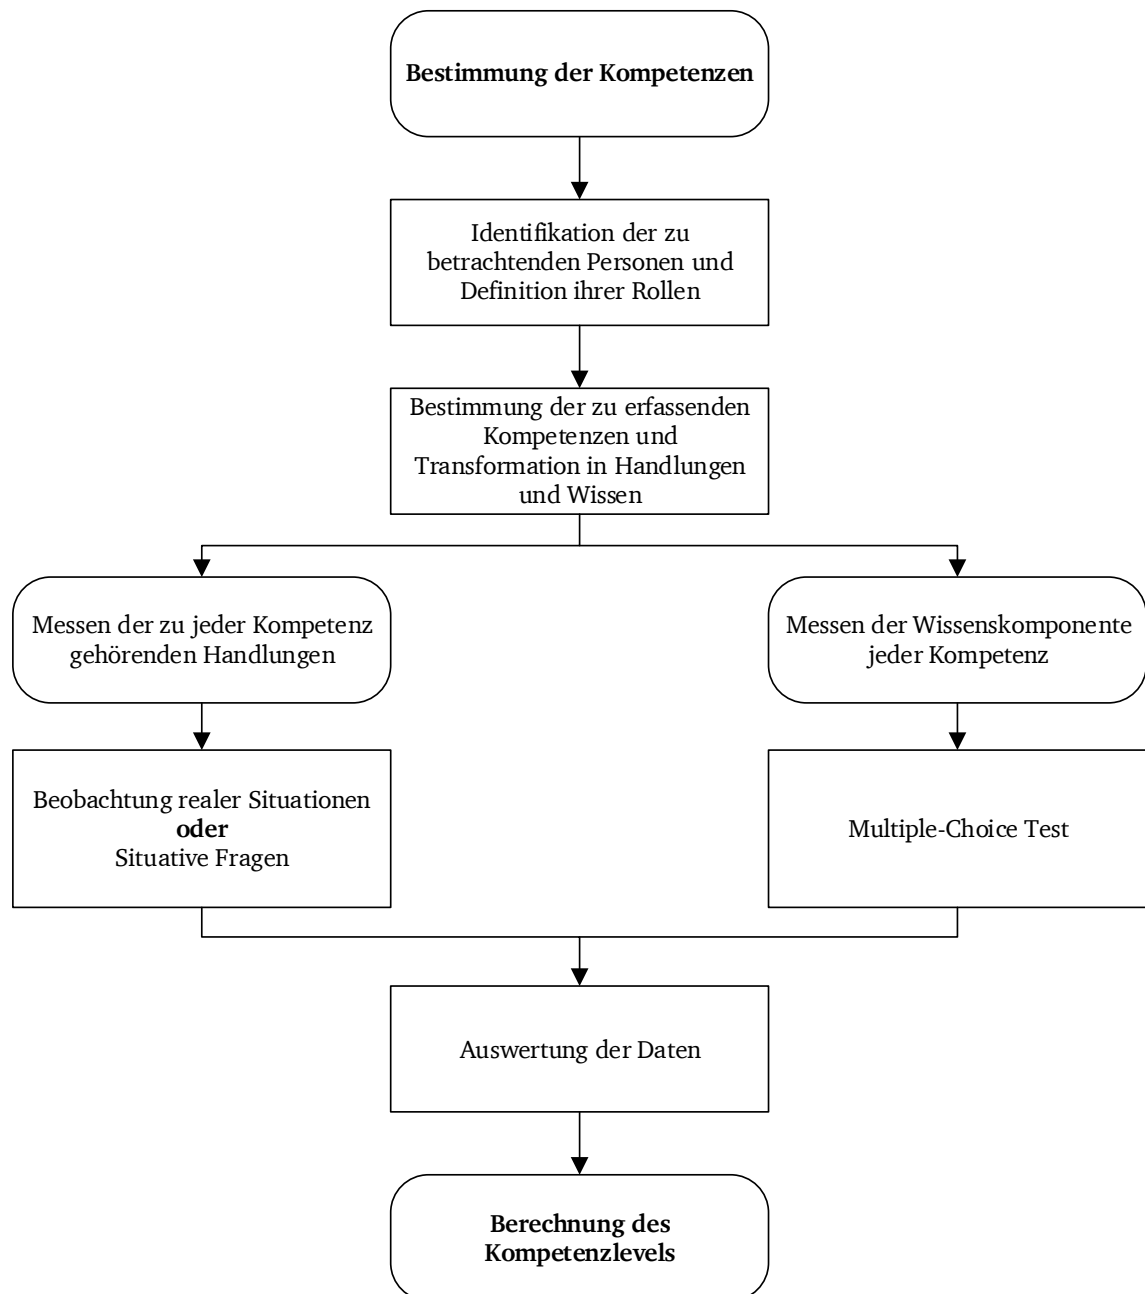 Bestimmung der Kompetenzen
Identifikation der zu
betrachtenden Personen und
Definition ihrer Rollen
Bestimmung der zu erfassenden
Kompetenzen und
Transformation in Handlungen
und Wissen
Messen der zu jeder Kompetenz
gehörenden Handlungen
Messen der Wissenskomponente
jeder Kompetenz
Beobachtung realer Situationen
oder
Situative Fragen
Multiple-Choice Test
Auswertung der Daten
Berechnung des
Kompetenzlevels